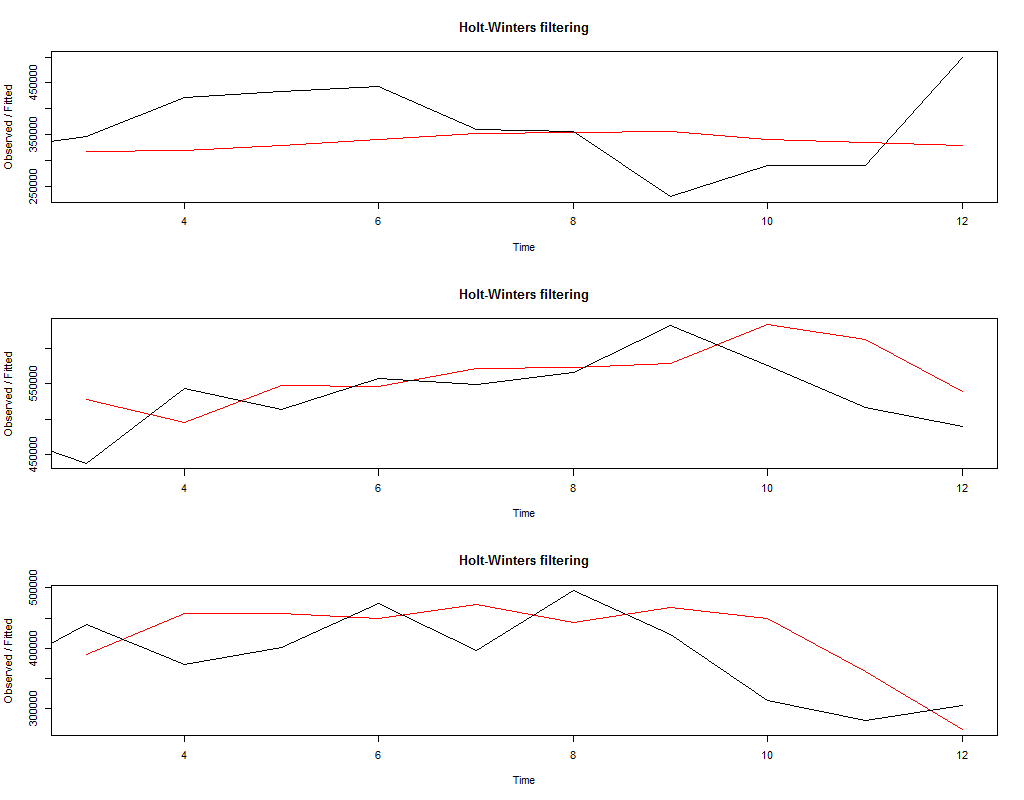 Holt-Winters filtering
Observed / Fitted
450000
350000
250000
4 6 8 10 12
Time
Holt-Winters filtering
Observed / Fitted
550000
450000
4 6 8 10 12
Time
Holt-Winters filtering
Observed / Fitted
500000
400000
300000
4 6 8 10 12
Time